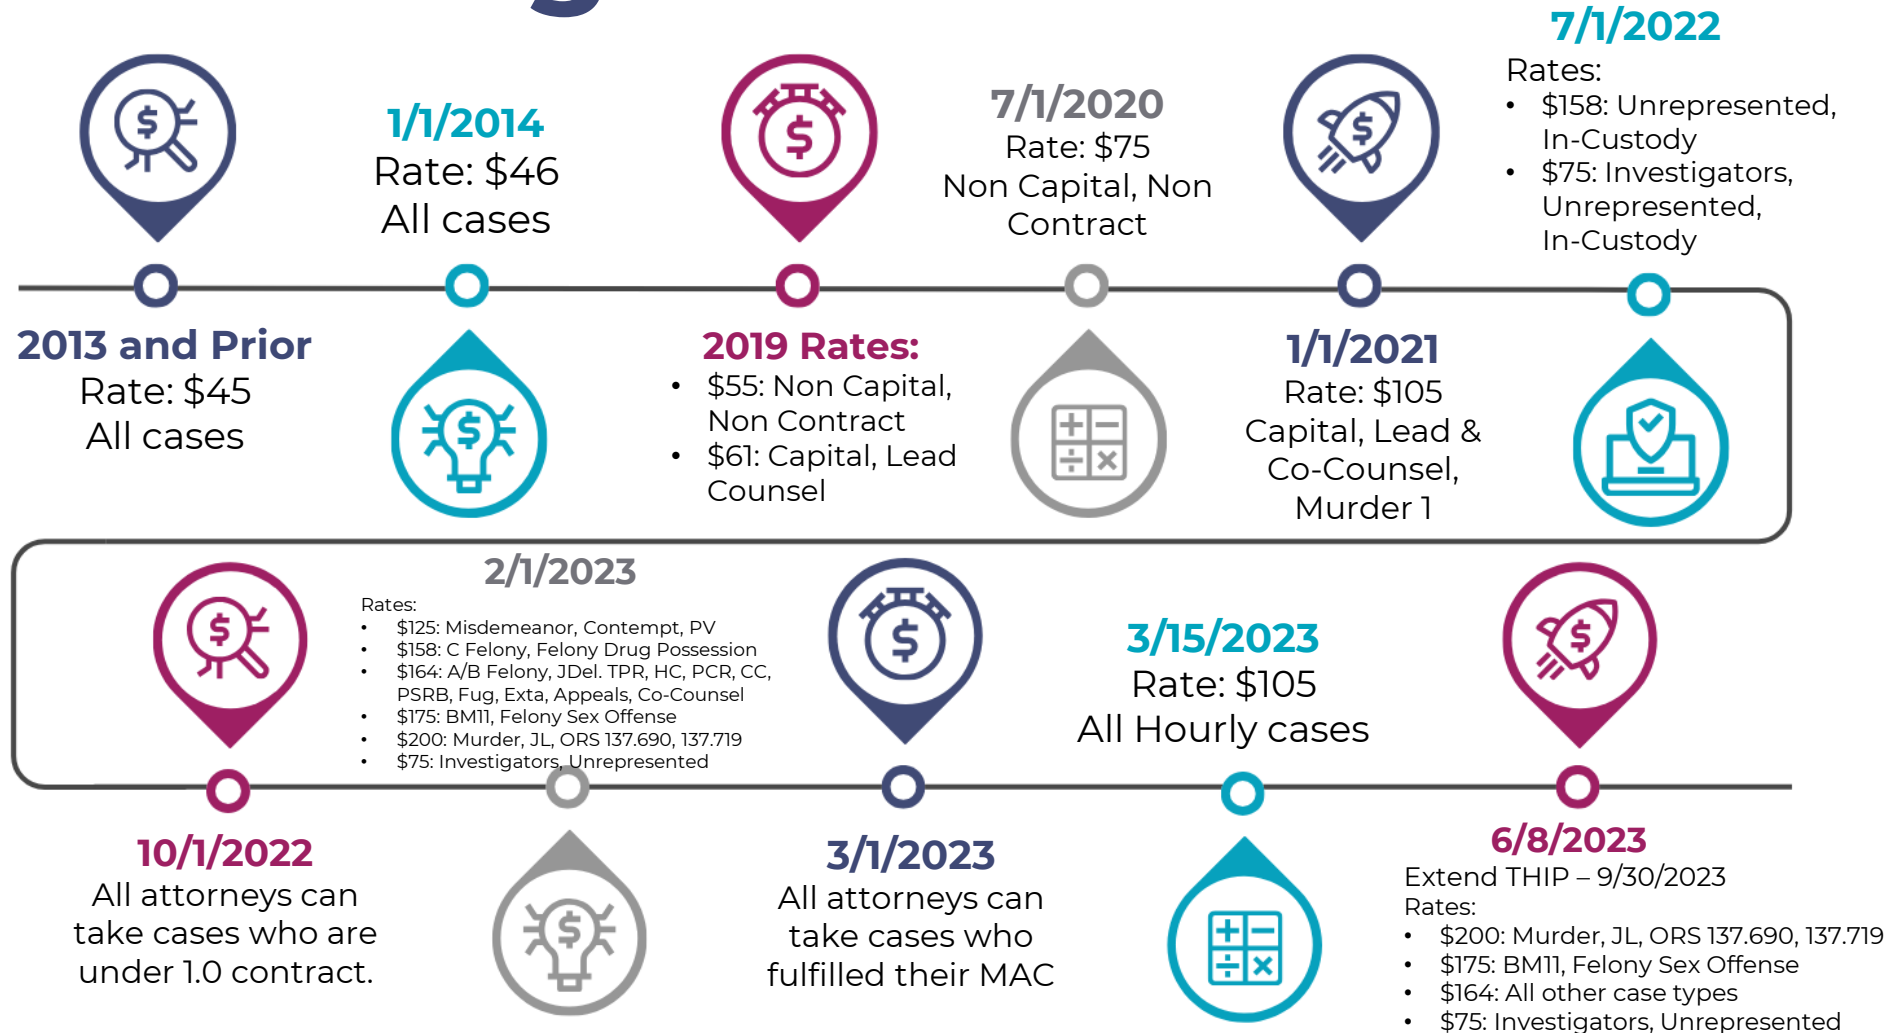 2013 and Prior
Rate: $45
All cases
1/1/2014
Rate: $46
All cases
2019 Rates:
• $55: Non Capital,
Non Contract
• $61: Capital, Lead
Counsel
7/1/2020
Rate: $75
Non Capital, Non
Contract
1/1/2021
Rate: $105
Capital, Lead &
Co-Counsel,
Murder 1
7/1/2022
Rates:
• $158: Unrepresented,
In-Custody
• $75: Investigators,
Unrepresented,
In-Custody
10/1/2022
All attorneys can
take cases who are
under 1.0 contract.
2/1/2023
Rates:
• $125: Misdemeanor, Contempt, PV
• $158: C Felony, Felony Drug Possession
• $164: A/B Felony, JDel. TPR, HC, PCR, CC,
PSRB, Fug, Exta, Appeals, Co-Counsel
• $175: BM11, Felony Sex Offense
• $200: Murder, JL, ORS 137.690, 137.719
• $75: Investigators, Unrepresented
3/1/2023
All attorneys can
take cases who
fulfilled their MAC
3/15/2023
Rate: $105
All Hourly cases
6/8/2023
Extend THIP – 9/30/2023
Rates:
• $200: Murder, JL, ORS 137.690, 137.719
• $175: BM11, Felony Sex Offense
• $164: All other case types
• $75: Investigators, Unrepresented